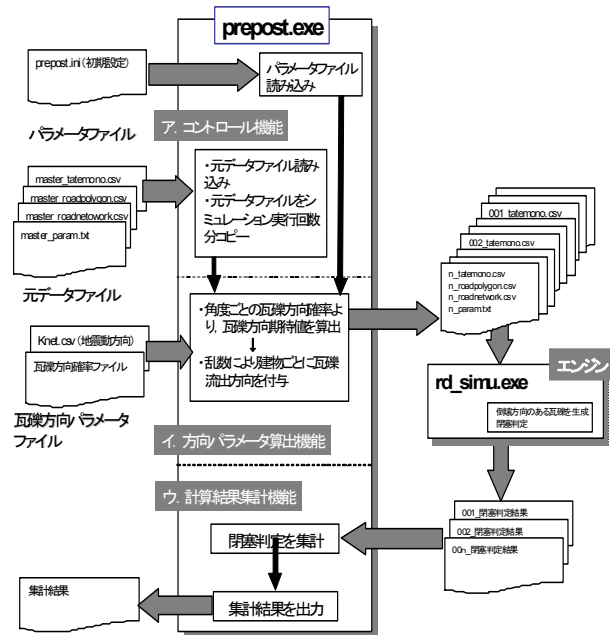 prepost.exe
prepost.ini(初期設定)
パラメータファイル
読み込み
パラメータファイル
ア. コントロール機能
master_tatemono.csv
master_roadpolygon.csv
master_roadnetowork.csv
master_param.txt
元データファイル
・元データファイル読み
込み
・元データファイルをシ
ミュレーション実行回数
分コピー
001_tatemono.csv
002_tatemono.csv
n_tatemono.csv
n_roadpolygon.csv
n_roadnetwork.csv
n_param.txt
Knet.csv(地震動方向)
瓦礫方向確率ファイル
瓦礫方向パラメータ
ファイル
・角度ごとの瓦礫方向確率よ
り、瓦礫方向期待値を算出
↓
・乱数により建物ごとに瓦礫
流出方向を付与
イ. 方向パラメータ算出機能
エンジン
rd_simu.exe
倒壊方向のある瓦礫を生成
閉塞判定
ウ. 計算結果集計機能
001_閉塞判定結果
002_閉塞判定結果
00n_閉塞判定結果
閉塞判定を集計
集計結果を出力
集計結果